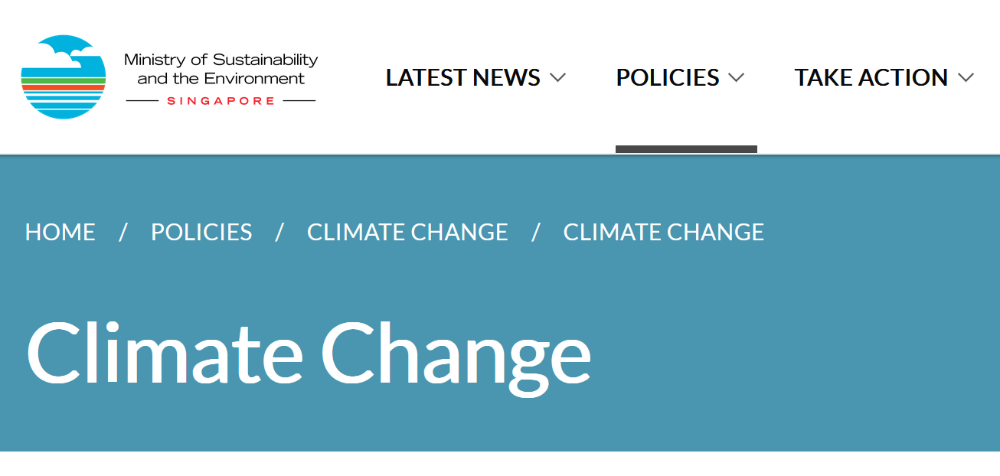 Ministry of Sustainability
and the Environment
SINGAPORE
LATEST NEWS POLICIES TAKE ACTION
HOME / POLICIES / CLIMATE CHANGE / CLIMATE CHANGE
Climate Change